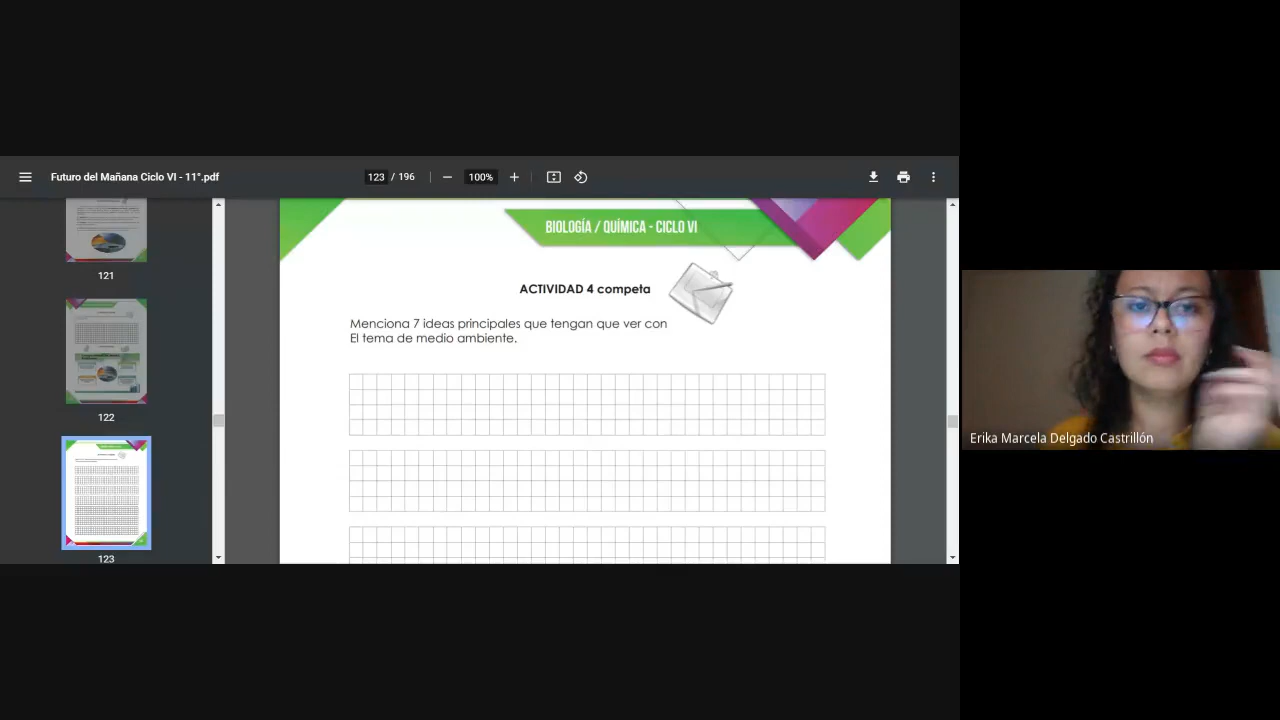 Futuro del Mañana Ciclo VI - 11°.pdf
123 / 196
100%
121
122
123
BIOLOGÍA / QUÍMICA - CICLO VI
ACTIVIDAD 4 competa
Menciona 7 ideas principales que tengan que ver con
El tema de medio ambiente.
Erika Marcela Delgado Castrillón